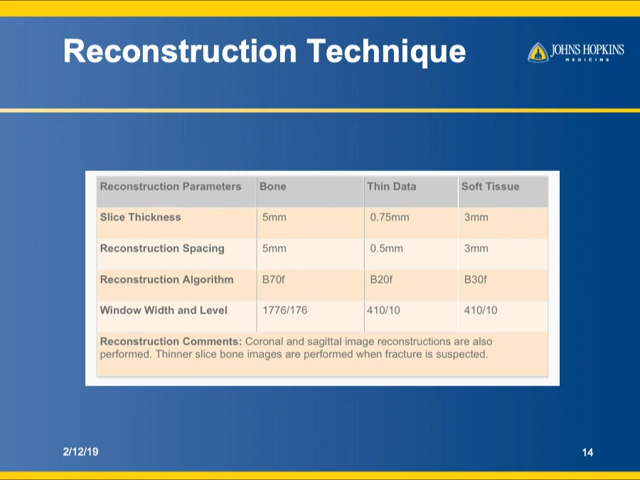 Reconstruction Technique
JOHNS HOPKINS
MEDICINE
Reconstruction Parameters Bone Thin Data Soft Tissue
Slice Thickness 5mm 0.75mm 3mm
Reconstruction Spacing 5mm 0.5mm 3mm
Reconstruction Algorithm B70f B20f B30f
Window Width and Level 1776/176 410/10 410/10
Reconstruction Comments: Coronal and sagittal image reconstructions are also
performed. Thinner slice bone images are performed when fracture is suspected.
2/12/19 14